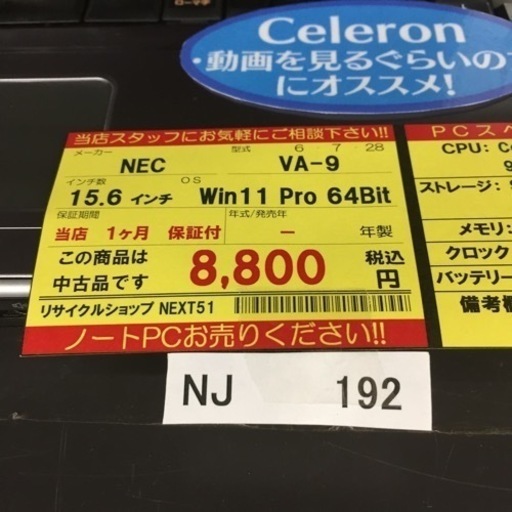 ローマ字
Celeron
・動画を見るぐらいの
にオススメ!
当店スタッフにお気軽にご相談下さい!!
メーカー 型式 6 - 7 - 28
NEC VA-9
インチ数 OS
15.6 インチ Win11 Pro 64Bit
保証期間 年式/発売年
当店 1ヶ月 保証付 - 年製
この商品は
中古品です
8,800 税込
円
リサイクルショップ NEXT51
ノートPCお売りください!!
PCス
CPU: C
ストレージ:
メモリ:
クロック
バッテリー
備考欄
NJ 192